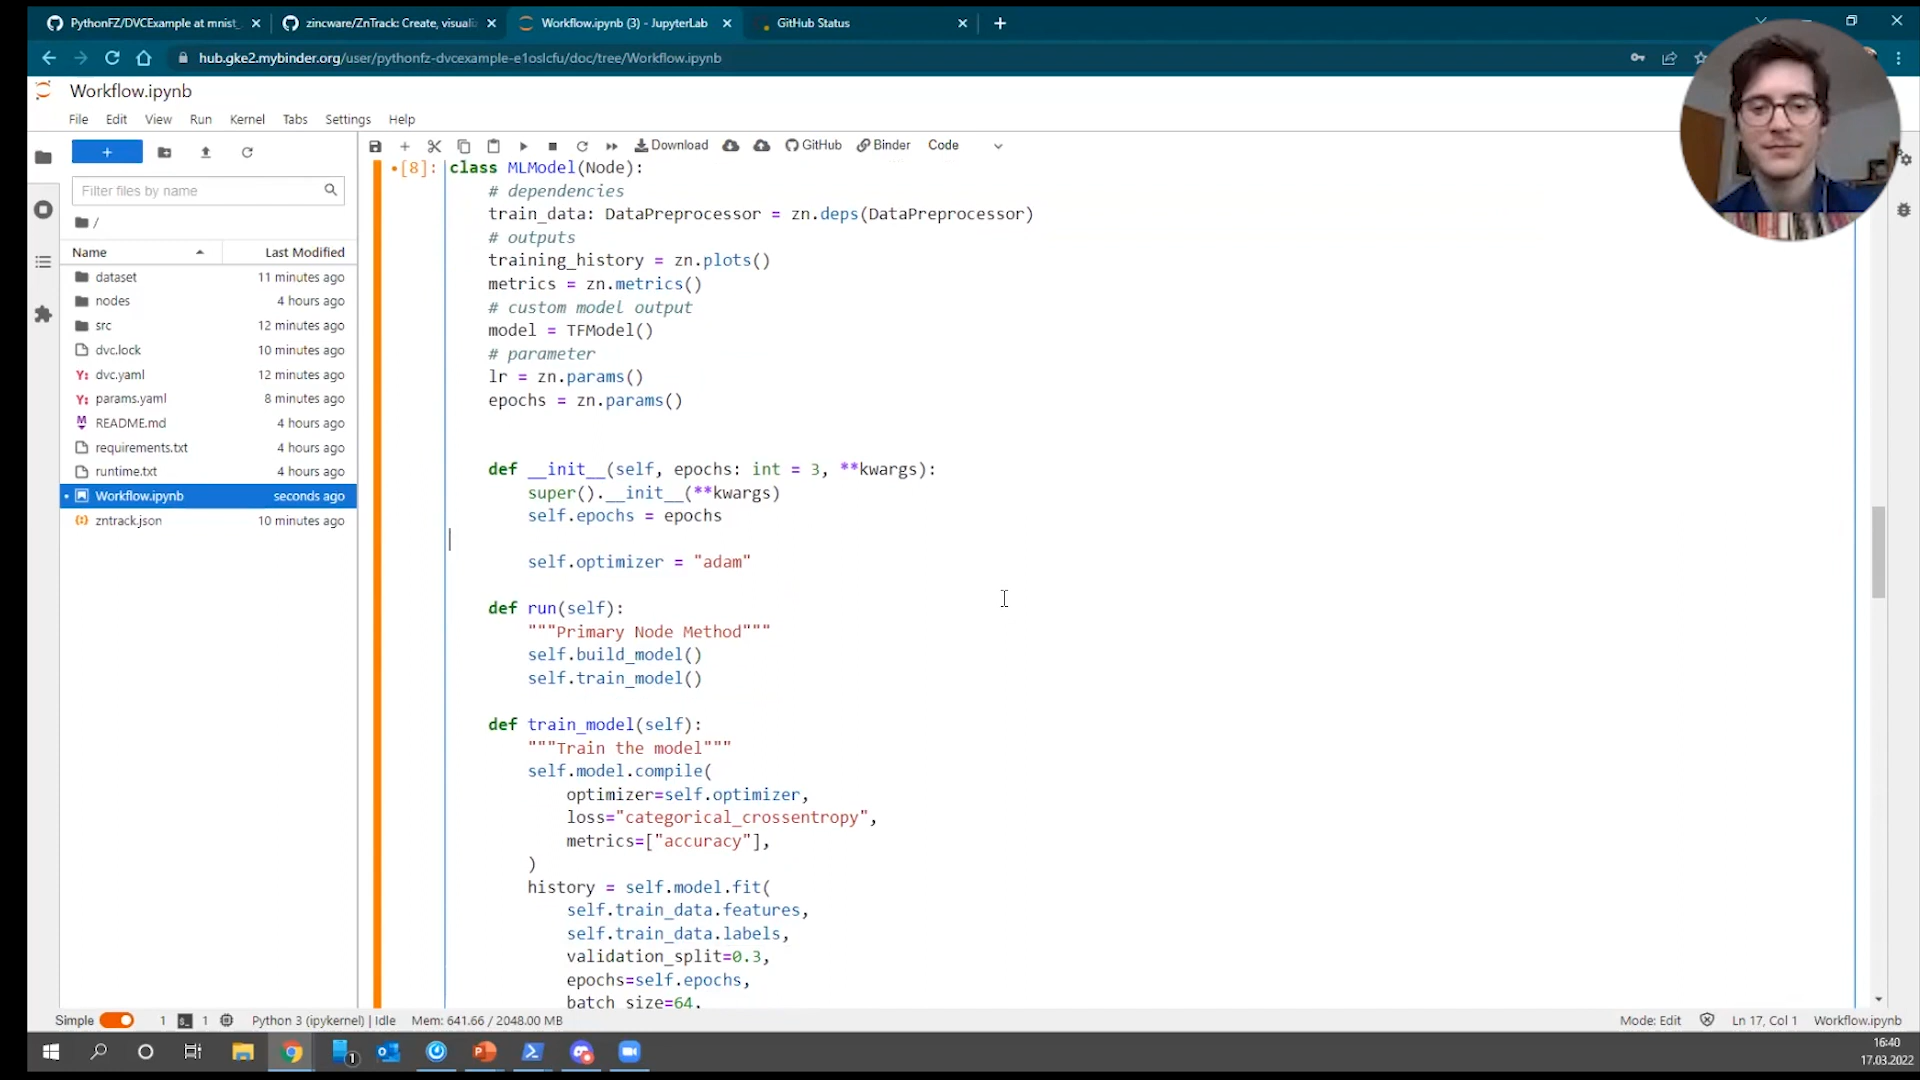 PythonFZ/DVCExample at mnist_
zincware/ZnTrack: Create, visuali
Workflow.ipynb (3) - JupyterLab
GitHub Status
hub.gke2.mybinder.org/user/pythonfz-dvcexample-e1oslcfu/doc/tree/Workflow.ipynb
Workflow.ipynb
File Edit View Run Kernel Tabs Settings Help
Download GitHub Binder Code
Filter files by name
/
Name Last Modified
dataset 11 minutes ago
nodes 4 hours ago
src 12 minutes ago
dvc.lock 10 minutes ago
dvc.yaml 12 minutes ago
params.yaml 8 minutes ago
README.md 4 hours ago
requirements.txt 4 hours ago
runtime.txt 4 hours ago
Workflow.ipynb seconds ago
zntrack.json 10 minutes ago
[8]: class MLModel(Node):
# dependencies
train_data: DataPreprocessor = zn.deps(DataPreprocessor)
# outputs
training_history = zn.plots()
metrics = zn.metrics()
# custom model output
model = TFModel()
# parameter
lr = zn.params()
epochs = zn.params()
def __init__(self, epochs: int = 3, **kwargs):
super().__init__(**kwargs)
self.epochs = epochs
self.optimizer = "adam"
def run(self):
"""Primary Node Method"""
self.build_model()
self.train_model()
def train_model(self):
"""Train the model"""
self.model.compile(
optimizer=self.optimizer,
loss="categorical_crossentropy",
metrics=["accuracy"],
)
history = self.model.fit(
self.train_data.features,
self.train_data.labels,
validation_split=0.3,
epochs=self.epochs,
batch_size=64,
Simple 1 1 Python 3 (ipykernel) | Idle Mem: 641.66 / 2048.00 MB Mode: Edit Ln 17, Col 1 Workflow.ipynb
1
16:40
17.03.2022